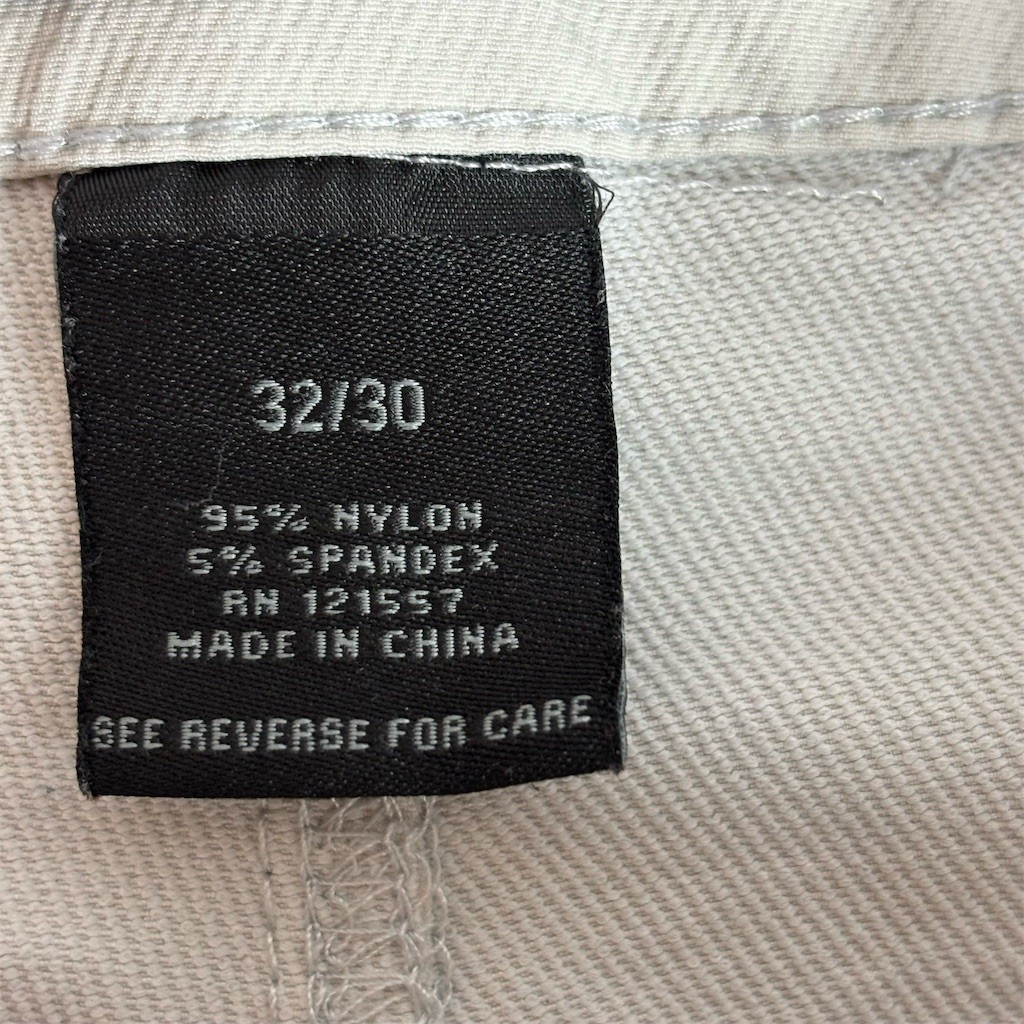 32/30
95% NYLON
5% SPANDEX
RN 121557
MADE IN CHINA
SEE REVERSE FOR CARE